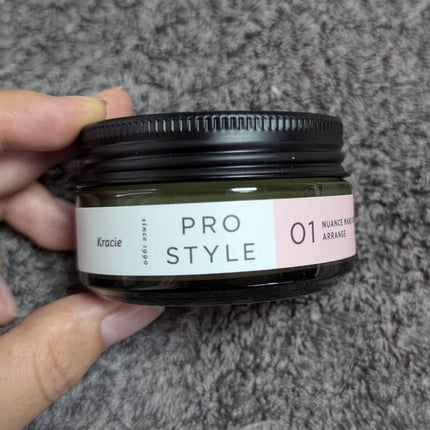 Kracie
since 1990
PRO
STYLE
01
NUANCE MAKE
ARRANGE